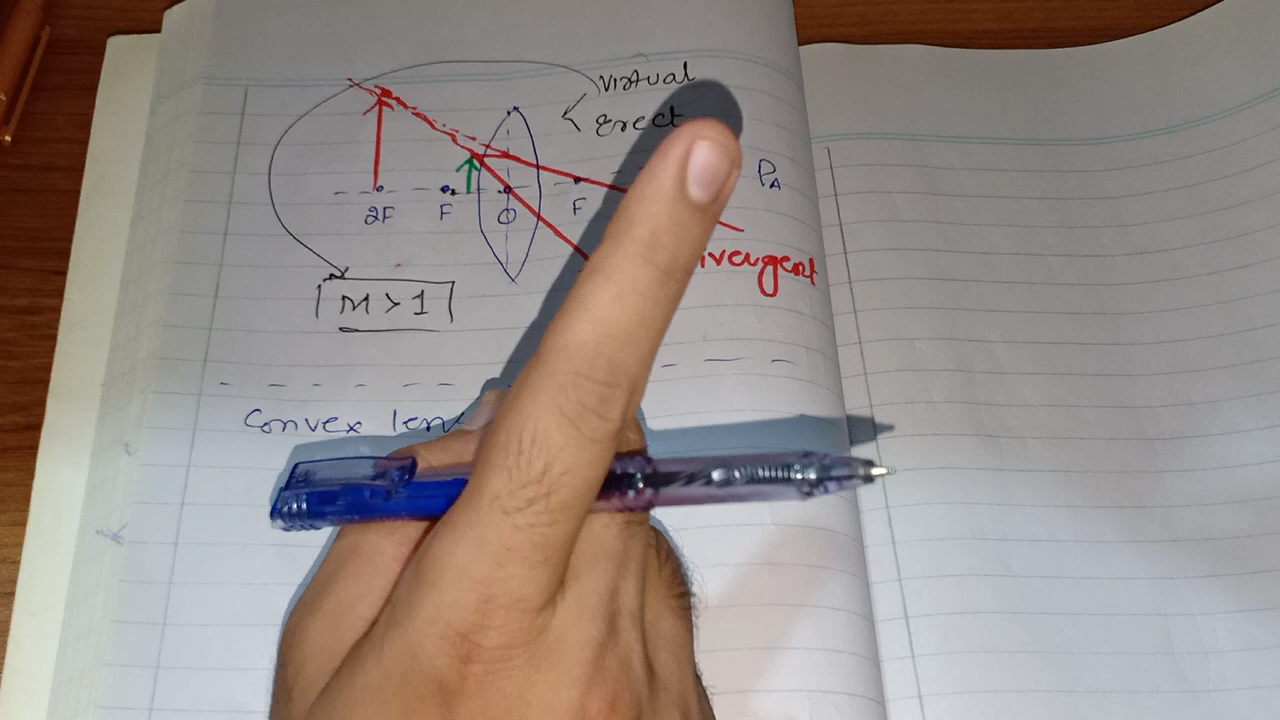 Virtual
Erect
PA
2F F O F
ivergent
M > 1
Convex len